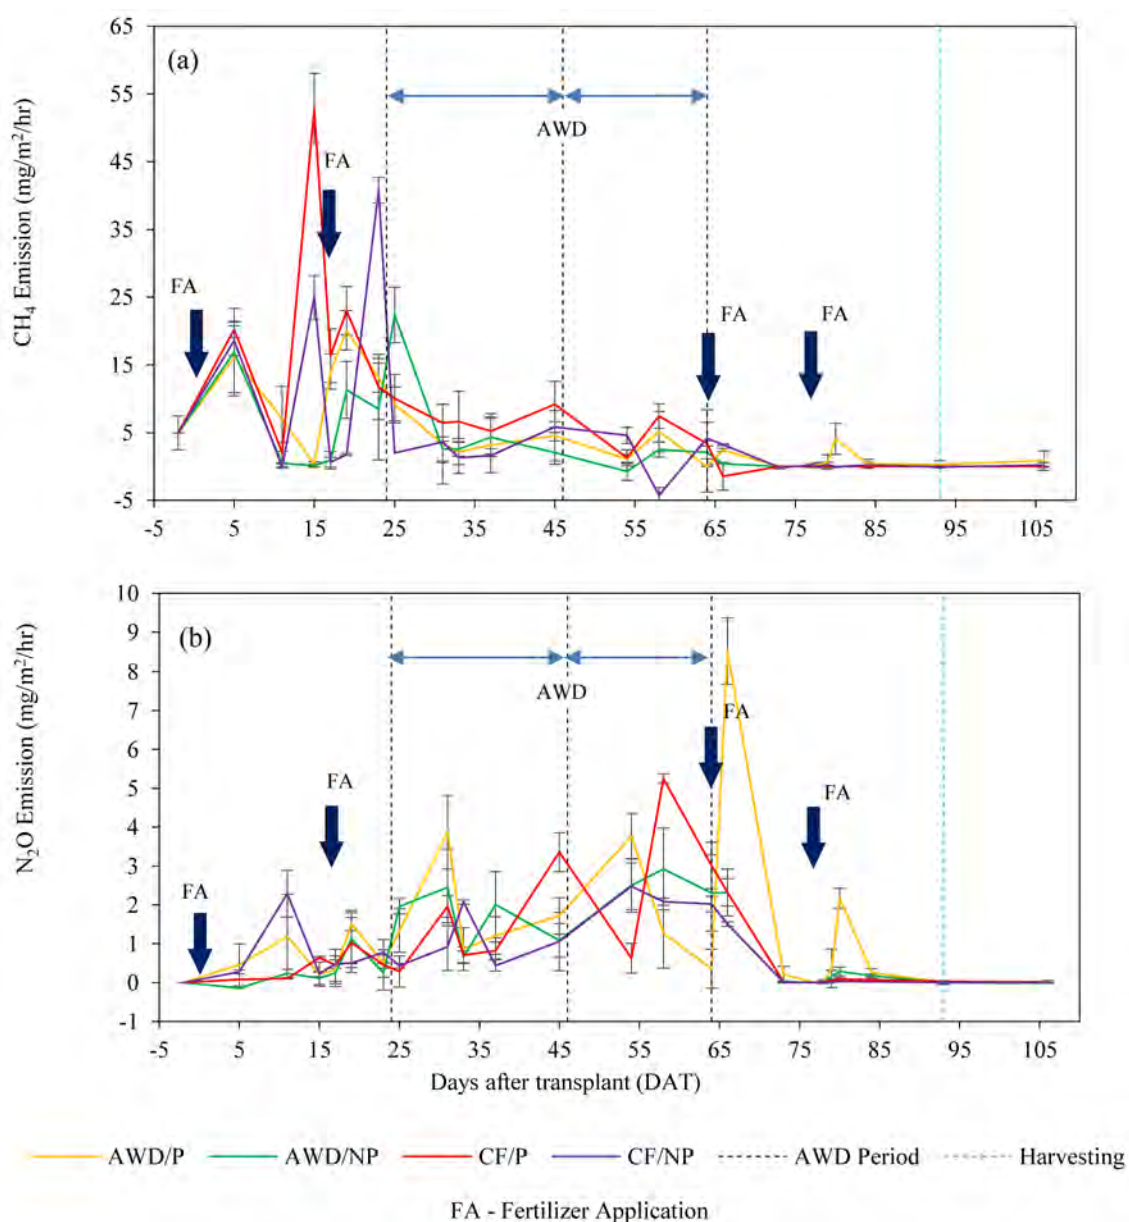 65
(a)
55
AWD
45
FA
35
FA
25
FA
FA
15
5
-5
CH₄ Emission (mg/m²/hr)
-5 5 15 25 35 45 55 65 75 85 95 105
10
9
(b)
8
AWD
7
FA
6
5
FA
FA
4
3
FA
2
1
0
-1
N₂O Emission (mg/m²/hr)
-5 5 15 25 35 45 55 65 75 85 95 105
Days after transplant (DAT)
AWD/P AWD/NP CF/P CF/NP AWD Period Harvesting
FA - Fertilizer Application